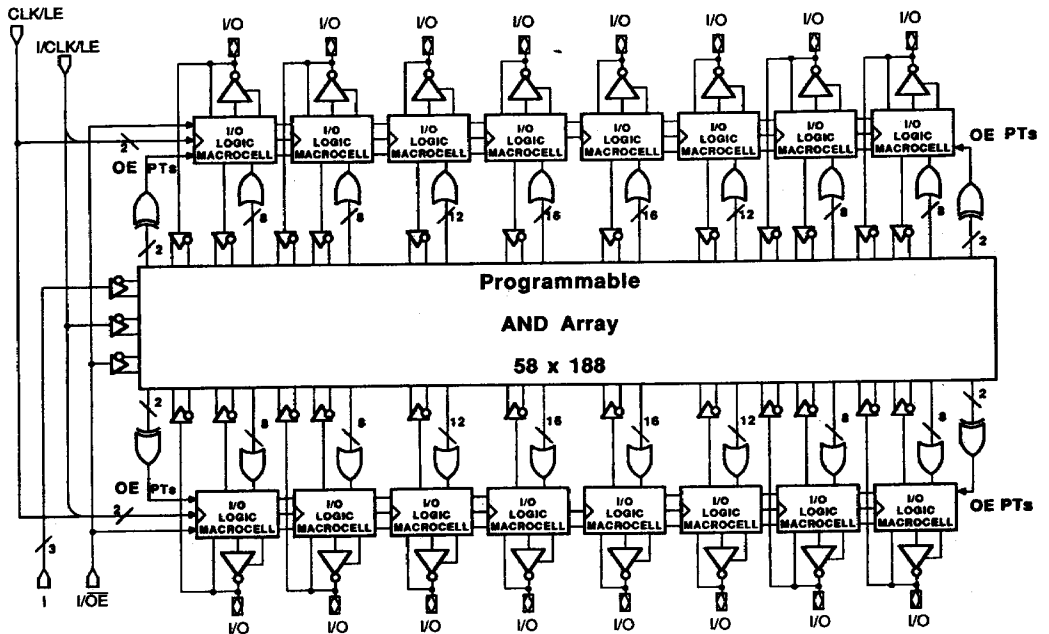 CLK/LE
I/CLK/LE
I/O I/O I/O I/O I/O I/O I/O I/O
I/O LOGIC MACROCELL
I/O LOGIC MACROCELL
I/O LOGIC MACROCELL
I/O LOGIC MACROCELL
I/O LOGIC MACROCELL
I/O LOGIC MACROCELL
I/O LOGIC MACROCELL
I/O LOGIC MACROCELL
2
OE PTs
OE PTs
8 8 12 16 16 12 8 8
2 2
Programmable
AND Array
58 x 188
2 2
8 8 12 16 16 12 8 8
OE PTs
OE PTs
2
I/O LOGIC MACROCELL
I/O LOGIC MACROCELL
I/O LOGIC MACROCELL
I/O LOGIC MACROCELL
I/O LOGIC MACROCELL
I/O LOGIC MACROCELL
I/O LOGIC MACROCELL
I/O LOGIC MACROCELL
3
I
I/O̅E̅
I/O I/O I/O I/O I/O I/O I/O I/O